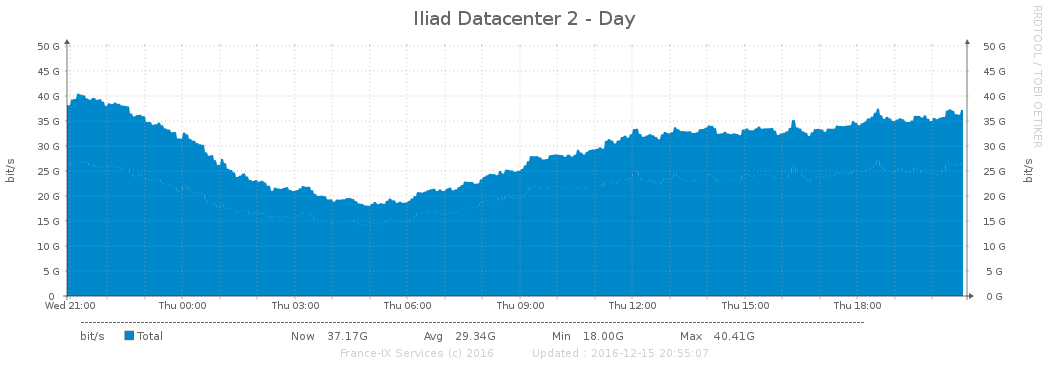 Iliad Datacenter 2 - Day
RRDTOOL / TOBI OETIKER
50 G 50 G
45 G 45 G
40 G 40 G
35 G 35 G
30 G 30 G
25 G 25 G
20 G 20 G
15 G 15 G
10 G 10 G
5 G 5 G
0 0 G
bit/s bit/s
Wed 21:00 Thu 00:00 Thu 03:00 Thu 06:00 Thu 09:00 Thu 12:00 Thu 15:00 Thu 18:00
bit/s Total Now 37.17G Avg 29.34G Min 18.00G Max 40.41G
France-IX Services (c) 2016 Updated : 2016-12-15 20:55:07